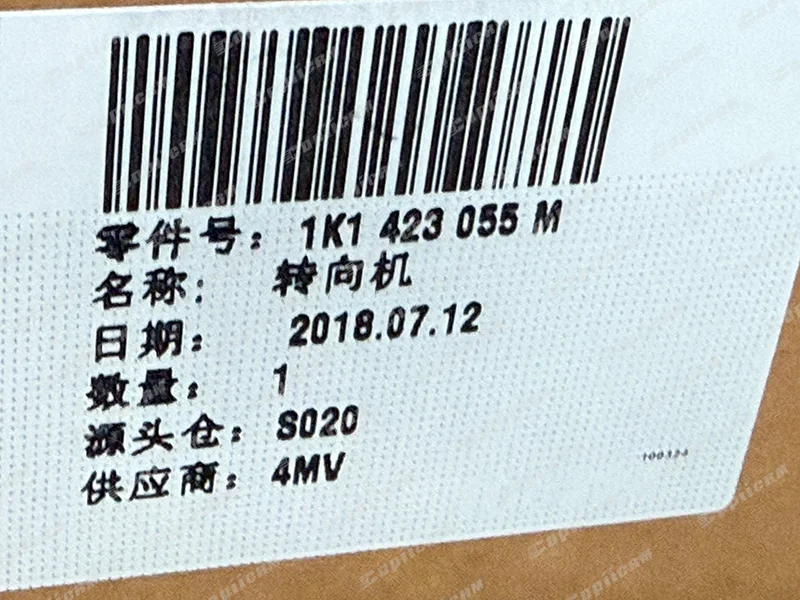 零件号： 1K1 423 055 M
名称： 转向机
日期： 2018.07.12
数量： 1
源头仓： S020
供应商： 4MV